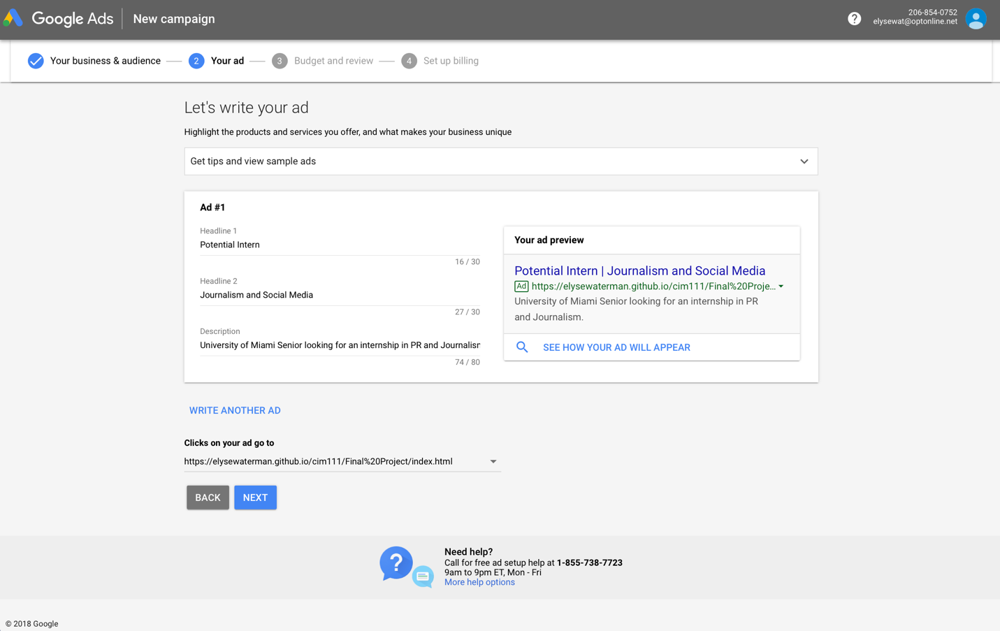 Google Ads New campaign
?
206-854-0752
elysewat@optonline.net
Your business & audience 2 Your ad 3 Budget and review 4 Set up billing
Let's write your ad
Highlight the products and services you offer, and what makes your business unique
Get tips and view sample ads
Ad #1
Headline 1
Potential Intern
16 / 30
Headline 2
Journalism and Social Media
27 / 30
Description
University of Miami Senior looking for an internship in PR and Journalism
74 / 80
Your ad preview
Potential Intern | Journalism and Social Media
Ad https://elysewaterman.github.io/cim111/Final%20Proje...
University of Miami Senior looking for an internship in PR
and Journalism.
SEE HOW YOUR AD WILL APPEAR
WRITE ANOTHER AD
Clicks on your ad go to
https://elysewaterman.github.io/cim111/Final%20Project/index.html
BACK NEXT
?
Need help?
Call for free ad setup help at 1-855-738-7723
9am to 9pm ET, Mon - Fri
More help options
© 2018 Google